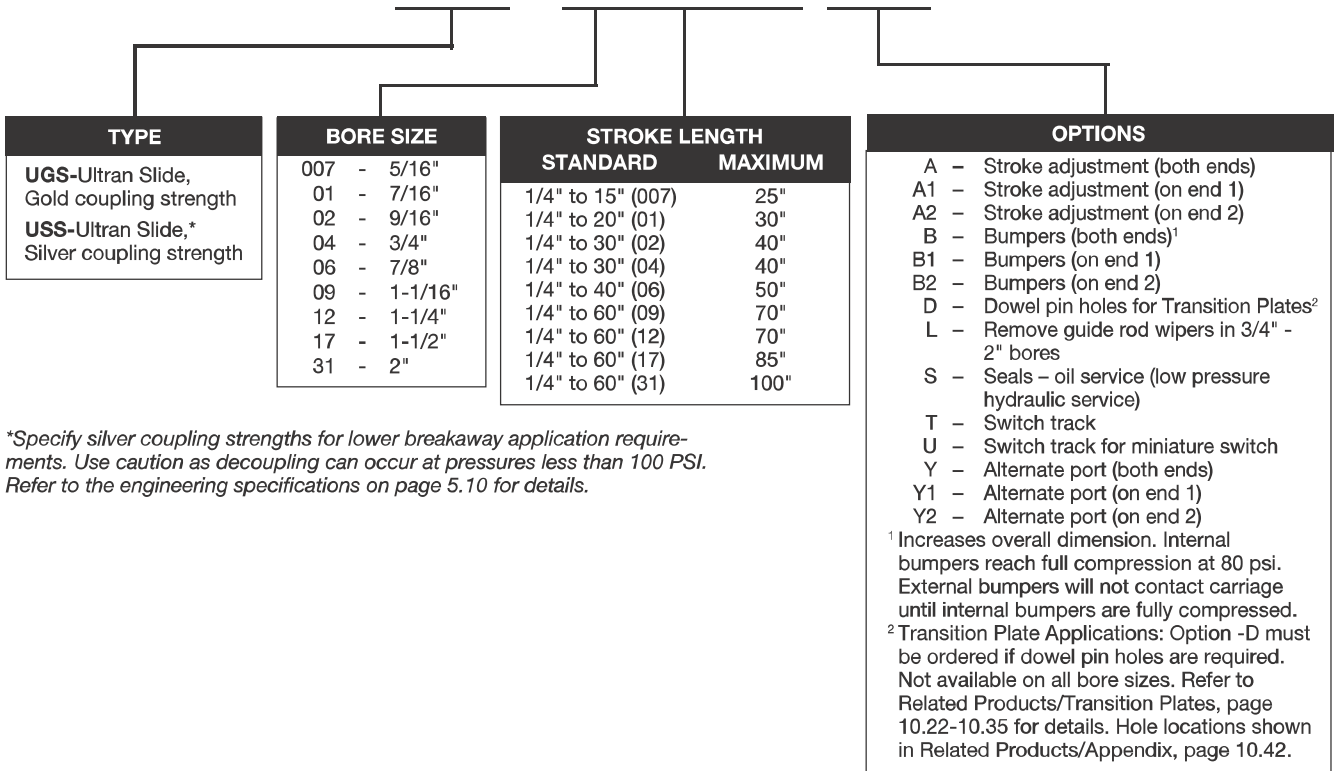 TYPE
UGS-Ultran Slide,
Gold coupling strength
USS-Ultran Slide,*
Silver coupling strength
BORE SIZE
007 - 5/16"
01 - 7/16"
02 - 9/16"
04 - 3/4"
06 - 7/8"
09 - 1-1/16"
12 - 1-1/4"
17 - 1-1/2"
31 - 2"
STROKE LENGTH
STANDARD MAXIMUM
1/4" to 15" (007) 25"
1/4" to 20" (01) 30"
1/4" to 30" (02) 40"
1/4" to 30" (04) 40"
1/4" to 40" (06) 50"
1/4" to 60" (09) 70"
1/4" to 60" (12) 70"
1/4" to 60" (17) 85"
1/4" to 60" (31) 100"
OPTIONS
A – Stroke adjustment (both ends)
A1 – Stroke adjustment (on end 1)
A2 – Stroke adjustment (on end 2)
B – Bumpers (both ends)¹
B1 – Bumpers (on end 1)
B2 – Bumpers (on end 2)
D – Dowel pin holes for Transition Plates²
L – Remove guide rod wipers in 3/4" -
2" bores
S – Seals – oil service (low pressure
hydraulic service)
T – Switch track
U – Switch track for miniature switch
Y – Alternate port (both ends)
Y1 – Alternate port (on end 1)
Y2 – Alternate port (on end 2)
¹ Increases overall dimension. Internal
bumpers reach full compression at 80 psi.
External bumpers will not contact carriage
until internal bumpers are fully compressed.
² Transition Plate Applications: Option -D must
be ordered if dowel pin holes are required.
Not available on all bore sizes. Refer to
Related Products/Transition Plates, page
10.22-10.35 for details. Hole locations shown
in Related Products/Appendix, page 10.42.
*Specify silver coupling strengths for lower breakaway application require-
ments. Use caution as decoupling can occur at pressures less than 100 PSI.
Refer to the engineering specifications on page 5.10 for details.